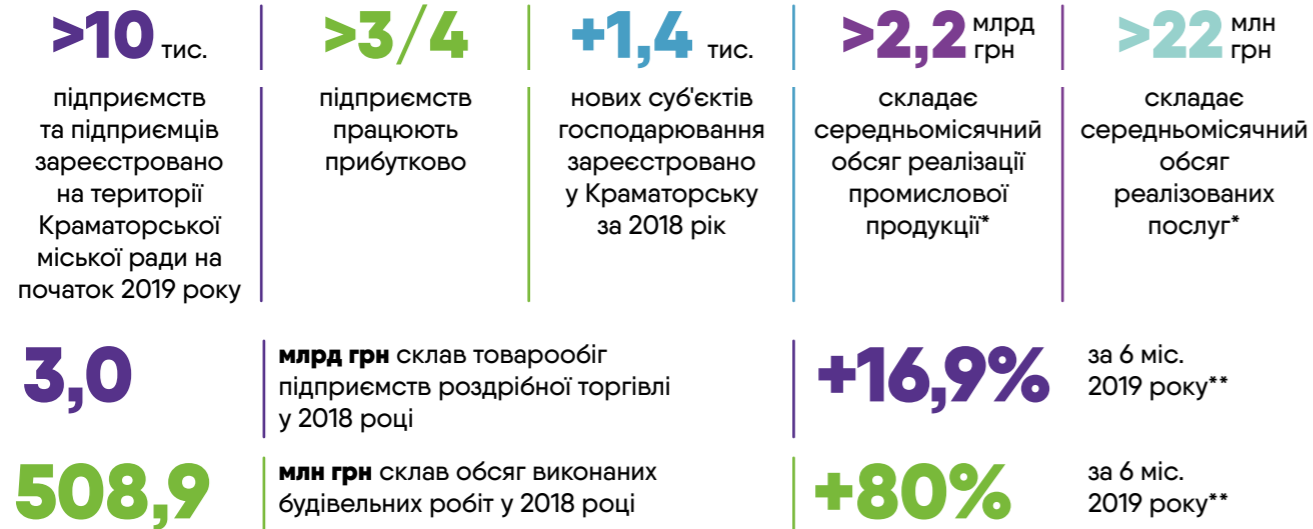 >10 тис.
підприємств
та підприємців
зареєстровано
на території
Краматорської
міської ради на
початок 2019 року
>3/4
підприємств
працюють
прибутково
+1,4 тис.
нових суб'єктів
господарювання
зареєстровано
у Краматорську
за 2018 рік
>2,2 млрд
грн
складає
середньомісячний
обсяг реалізації
промислової
продукції*
>22 млн
грн
складає
середньомісячний
обсяг
реалізованих
послуг*
3,0
млрд грн склав товарообіг
підприємств роздрібної торгівлі
у 2018 році
+16,9%
за 6 міс.
2019 року**
508,9
млн грн склав обсяг виконаних
будівельних робіт у 2018 році
+80%
за 6 міс.
2019 року**